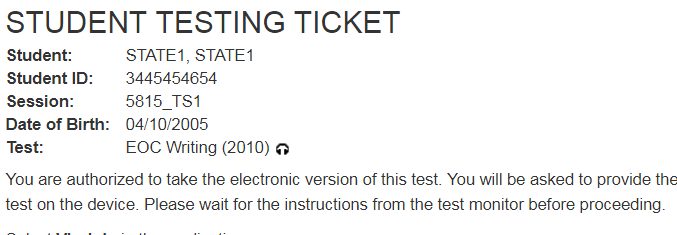 STUDENT TESTING TICKET
Student: STATE1, STATE1
Student ID: 3445454654
Session: 5815_TS1
Date of Birth: 04/10/2005
Test: EOC Writing (2010)
You are authorized to take the electronic version of this test. You will be asked to provide the
test on the device. Please wait for the instructions from the test monitor before proceeding.